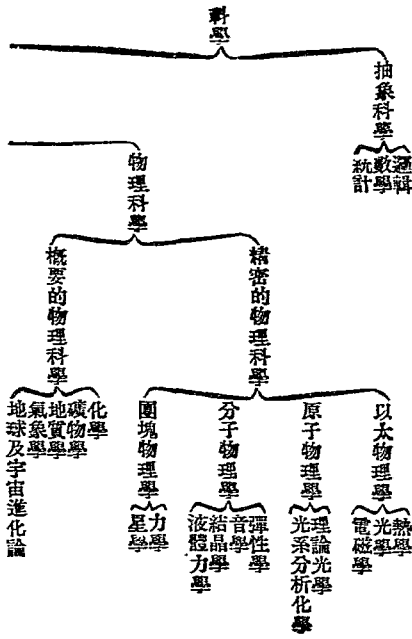 科學
抽象科學
邏輯
數學
統計
物理科學
精密的物理科學
以太物理學
熱學
光學
電磁學
原子物理學
理論光學
光系分析化學
分子物理學
彈性學
音學
結晶學
液體力學
團塊物理學
力學
星學
概要的物理科學
化學
礦物學
地質學
氣象學
地球及宇宙進化論